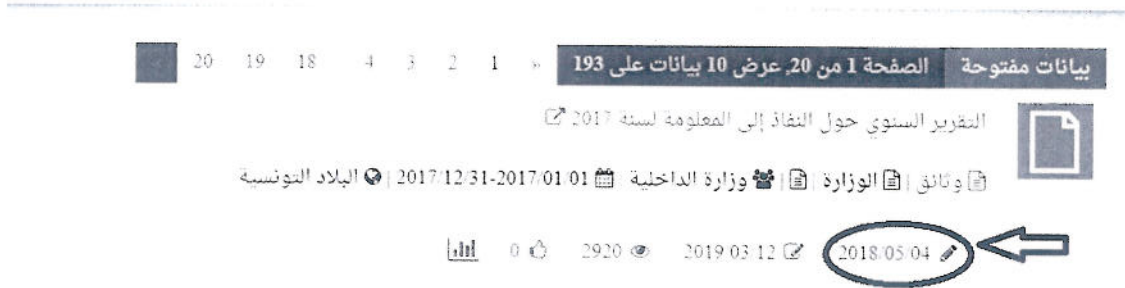 بيانات مفتوحة الصفحة 1 من 20, عرض 10 بيانات على 193 « 1 2 3 4 18 19 20
التقرير السنوي حول النفاذ إلى المعلومة لسنة 2017
وثائق | الوزارة | | وزارة الداخلية 2017/01/01-2017/12/31 | البلاد التونسية
2018/05/04 2019/03/12 2920 0